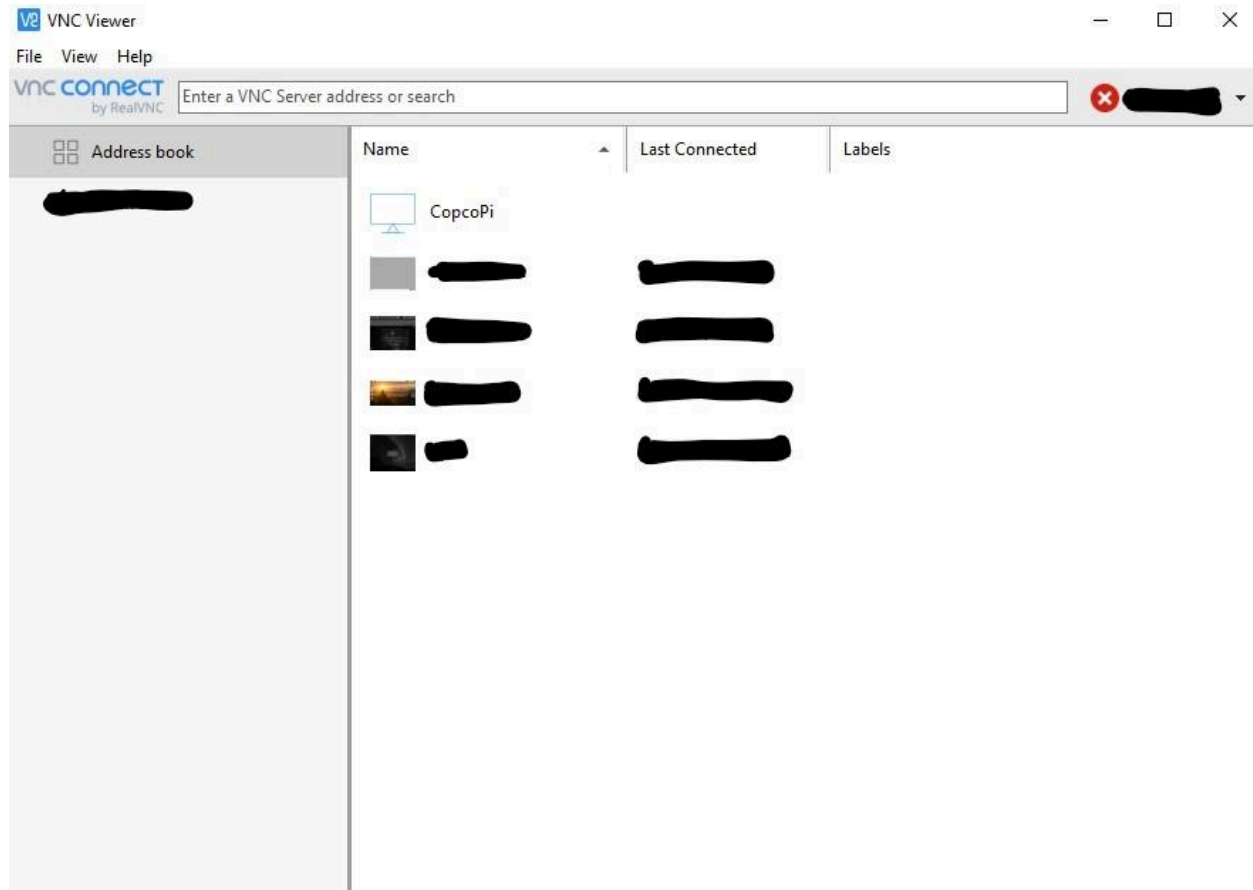 VNC Viewer
File View Help
vnc connect
by RealVNC
Enter a VNC Server address or search
Address book
Name Last Connected Labels
CopcoPi